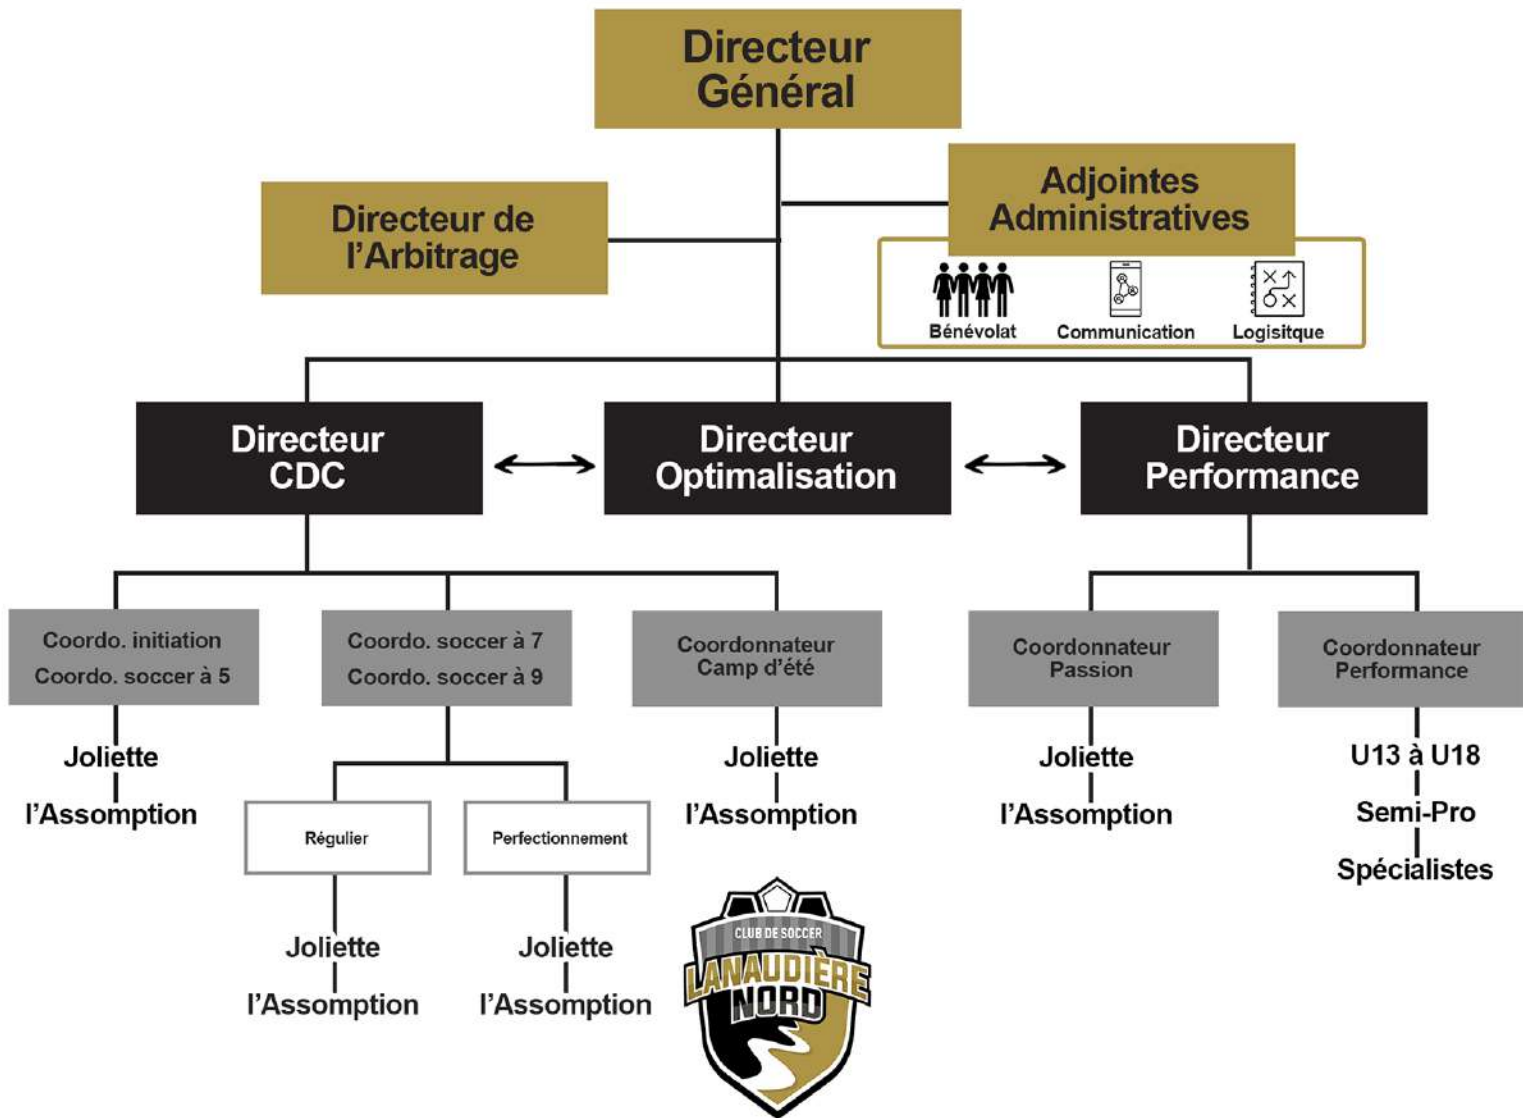 Directeur
Général
Directeur de
l'Arbitrage
Adjointes
Administratives
Bénévolat
Communication
Logisitque
Directeur
CDC
Directeur
Optimalisation
Directeur
Performance
Coordo. initiation
Coordo. soccer à 5
Coordo. soccer à 7
Coordo. soccer à 9
Coordonnateur
Camp d'été
Coordonnateur
Passion
Coordonnateur
Performance
Joliette
l'Assomption
Régulier
Joliette
l'Assomption
Perfectionnement
Joliette
l'Assomption
Joliette
l'Assomption
Joliette
l'Assomption
U13 à U18
Semi-Pro
Spécialistes
CLUB DE SOCCER
LANAUDIÈRE
NORD